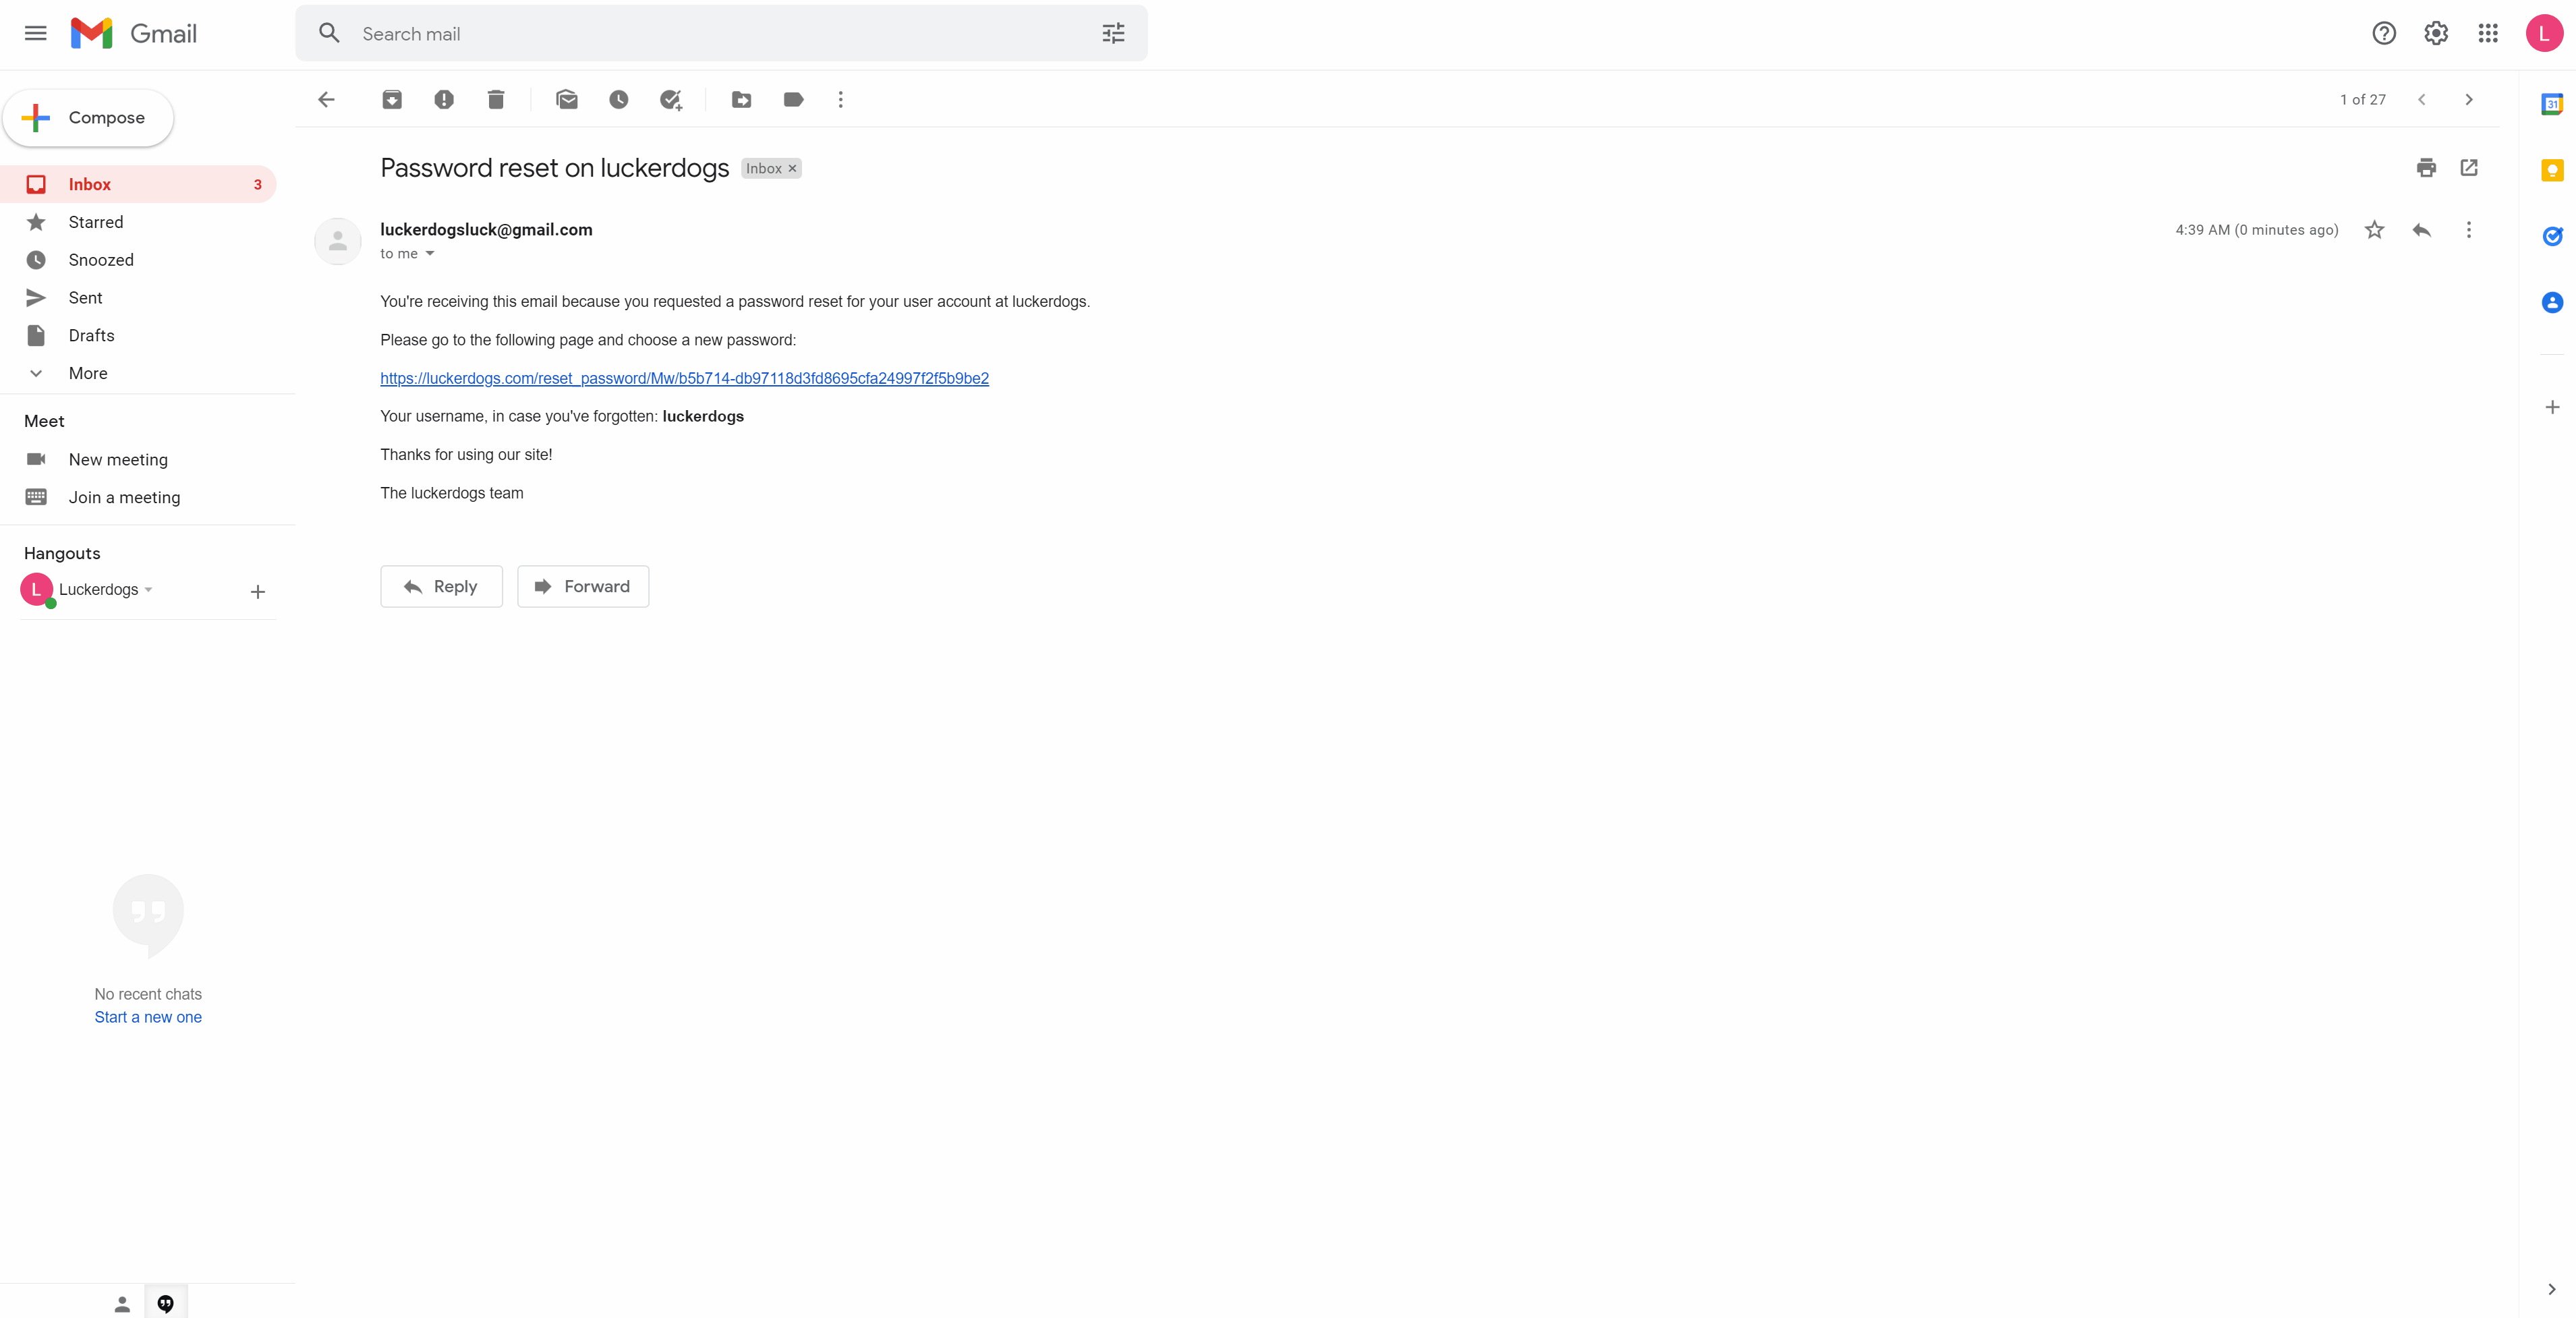 Gmail
Search mail
L
Compose
1 of 27
31
Password reset on luckerdogs Inbox ×
Inbox 3
Starred
Snoozed
Sent
Drafts
More
luckerdogsluck@gmail.com
to me
4:39 AM (0 minutes ago)
You're receiving this email because you requested a password reset for your user account at luckerdogs.
Please go to the following page and choose a new password:
https://luckerdogs.com/reset_password/Mw/b5b714-db97118d3fd8695cfa24997f2f5b9be2
Your username, in case you've forgotten: luckerdogs
Thanks for using our site!
The luckerdogs team
Reply
Forward
Meet
New meeting
Join a meeting
Hangouts
L Luckerdogs
No recent chats
Start a new one